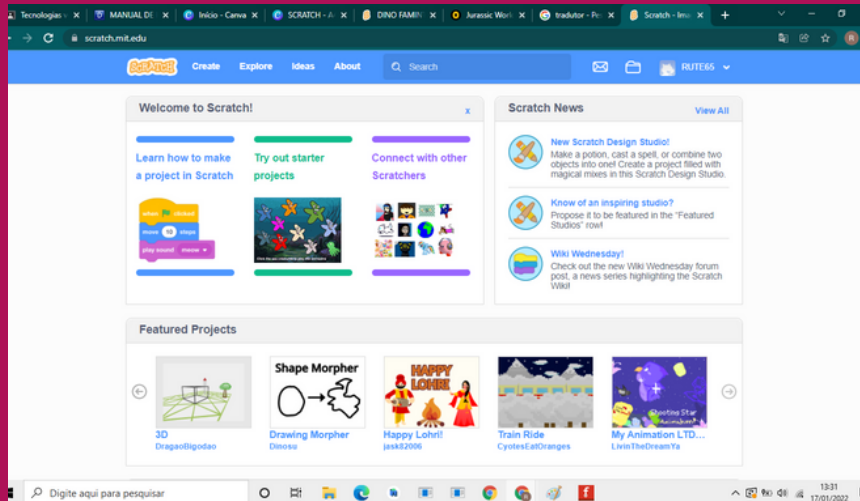 Tecnologias
MANUAL DE
Início - Canva
SCRATCH - A
DINO FAMIN
Jurassic Work
tradutor - Pes
Scratch - Ima
scratch.mit.edu
SCRATCH
Create
Explore
Ideas
About
Search
RUTE65
Welcome to Scratch!
x
Learn how to make
a project in Scratch
Try out starter
projects
Connect with other
Scratchers
when clicked
move 10 steps
play sound meow
Scratch News
View All
New Scratch Design Studio!
Make a potion, cast a spell, or combine two
objects into one! Create a project filled with
magical mixes in this Scratch Design Studio.
Know of an inspiring studio?
Propose it to be featured in the "Featured
Studios" row!
Wiki Wednesday!
Check out the new Wiki Wednesday forum
post, a news series highlighting the Scratch
Wiki!
Featured Projects
Shape Morpher
HAPPY
LOHRI
Shooting Star
Animation!
3D
DragaoBigodao
Drawing Morpher
Dinosu
Happy Lohri!
jask82006
Train Ride
CyotesEatOranges
My Animation LTD...
LivinTheDreamYa
Digite aqui para pesquisar
13:31
17/01/2022